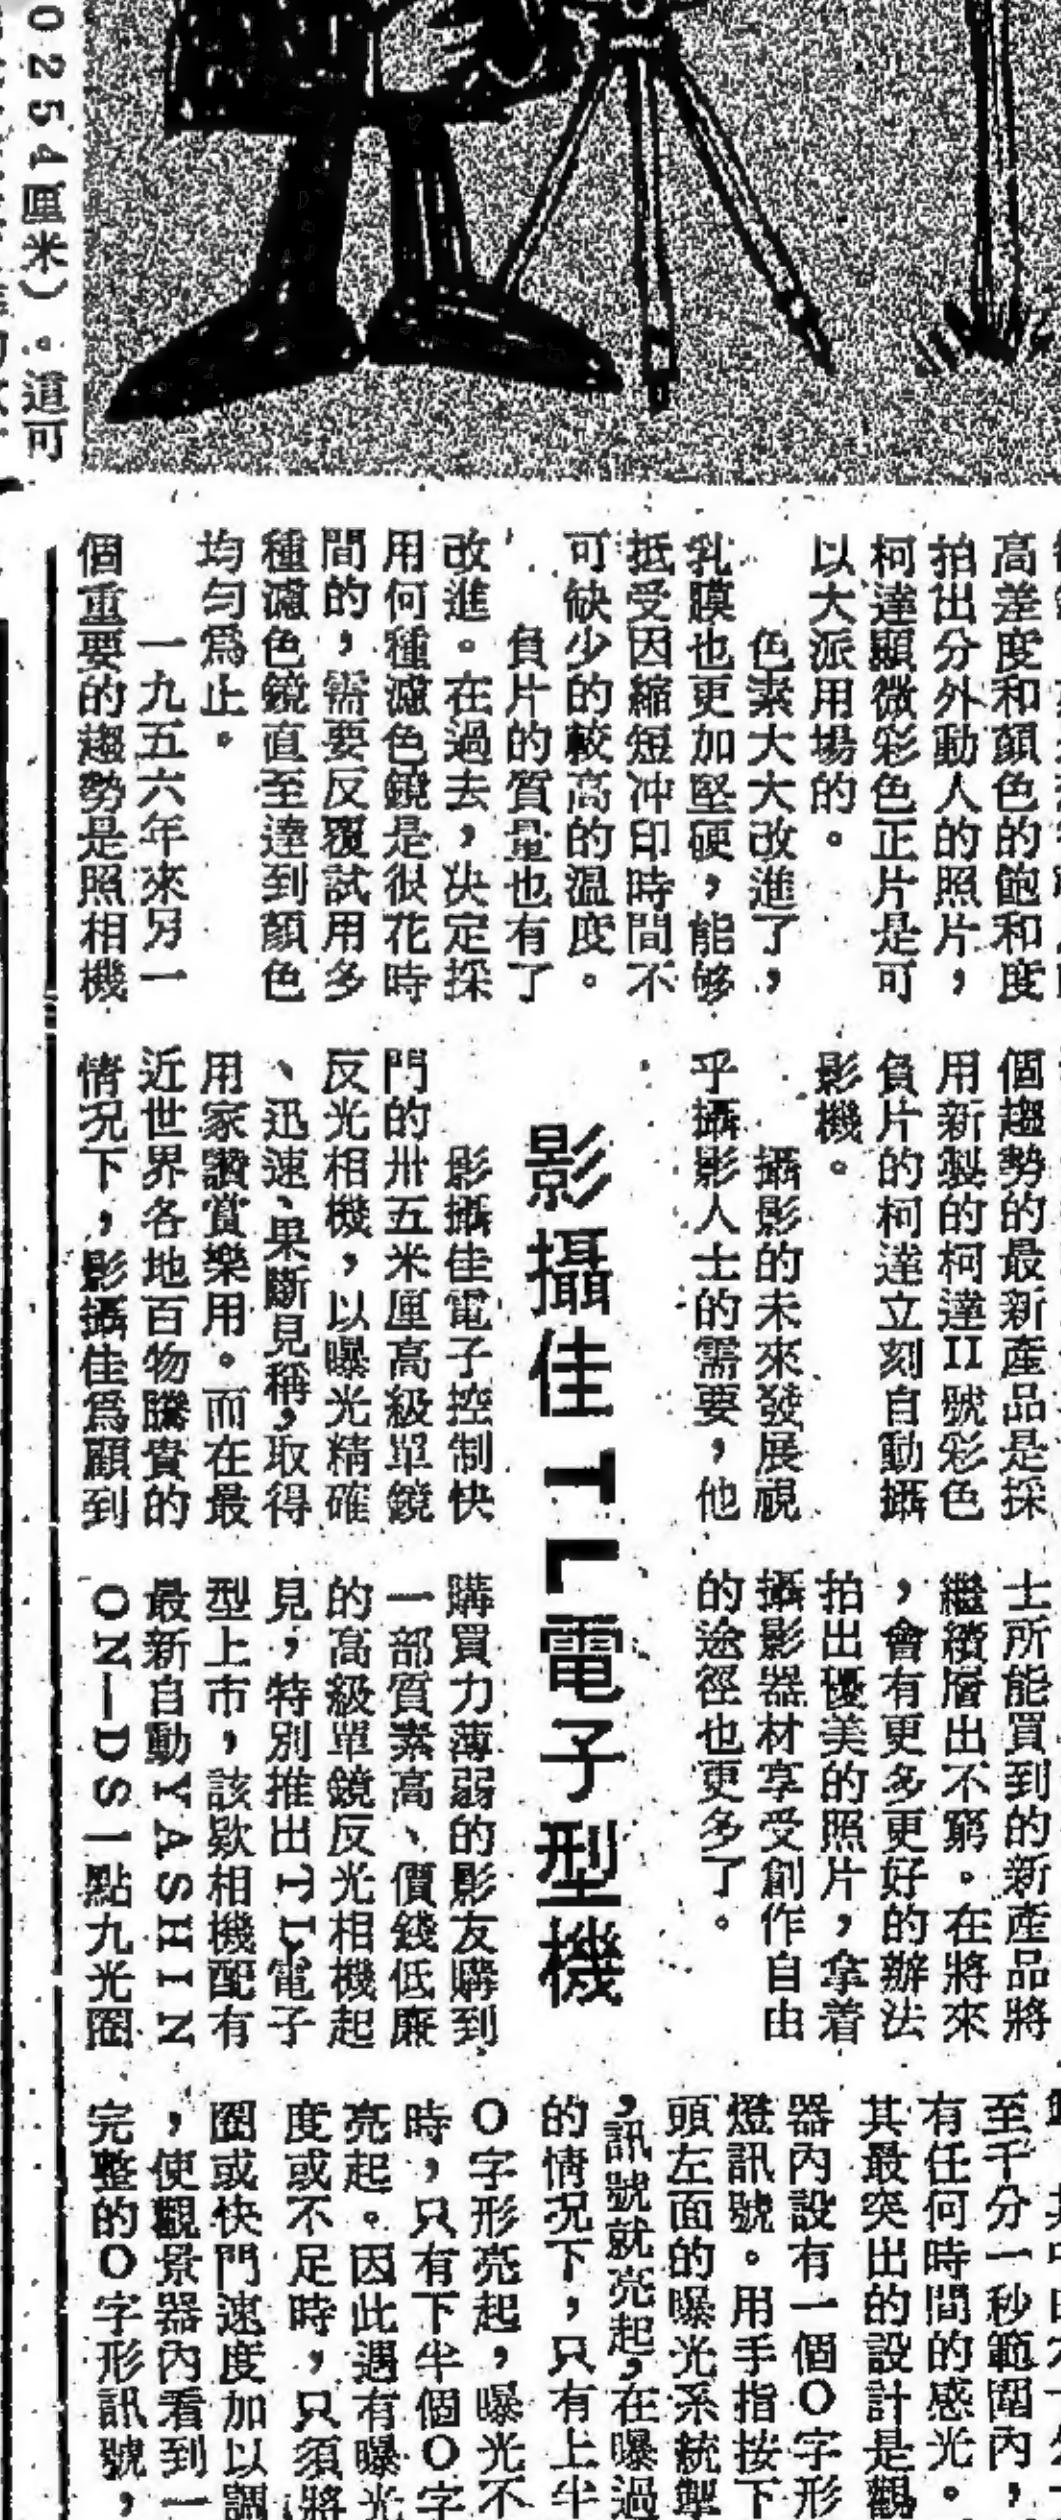 0254厘米）。道可
高差度和顏色的飽和度
拍出分外動人的照片，
柯達顯微彩色正片是可
以大派用場的。
色素大大改進了，
乳膜也更加堅硬，能够
抵受因縮短冲印時間不
可缺少的較高的溫度。
負片的質量也有了
改進。在過去，决定採
用何種濾色鏡是很花時
間的，需要反覆試用多
種濾色鏡直至達到顏色
均勻爲止。
一九五六年來另一
個重要的趨勢是照相機
個趨勢的最新產品是採
用新製的柯達II號彩色
負片的柯達立刻自動攝
影機。
攝影的未來發展視
乎攝影人士的需要，他
士所能買到的新產品將
繼續層出不窮。在將來
，會有更多更好的辦法
拍出優美的照片，拿着
攝影器材享受創作自由
的途徑也更多了。
影攝佳TL電子型機
影攝佳電子控制快
門的卅五米厘高級單鏡
反光相機，以曝光精確
、迅速、果斷見稱，取得
用家讚賞樂用。而在最
近世界各地百物騰貴的
情况下，影攝佳爲顧到
購買力薄弱的影友購到
一部質素高、價錢低廉
的高級單鏡反光相機起
見，特別推出TL電子
型上市，該欵相機配有
最新自動YASHIN
ON—DS一點九光圈
至千分一秒範圍內，
有任何時間的感光。
其最突出的設計是觀
器內設有一個O字形
燈訊號。用手指按下
頭左面的曝光系統掣
，訊號就亮起，在曝過
的情況下，只有上半
O字形亮起，曝光不
時，只有下半個O字
亮起。因此遇有曝光
度或不足時，只須將
圈或快門速度加以調
，使觀景器內看到一
完整的O字形訊號，